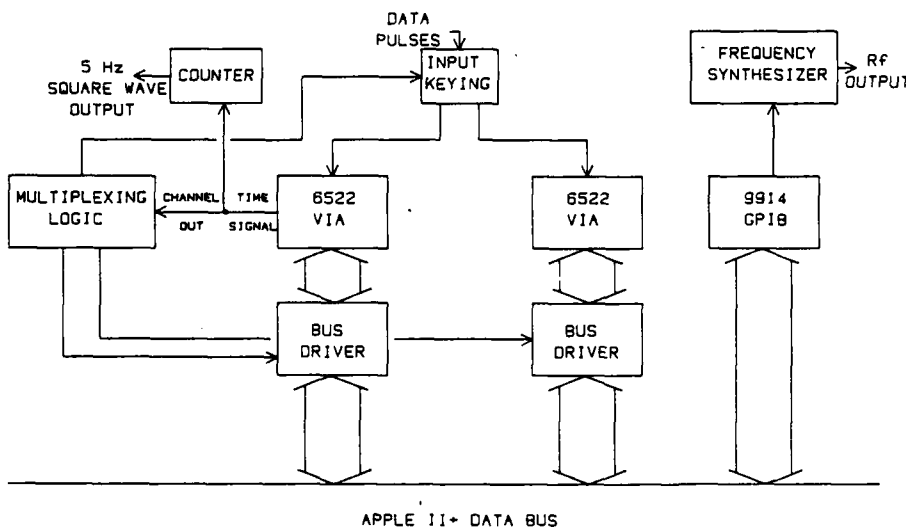 DATA
PULSES
5 Hz
SQUARE WAVE
OUTPUT
COUNTER
INPUT
KEYING
FREQUENCY
SYNTHESIZER
Rf
OUTPUT
MULTIPLEXING
LOGIC
CHANNEL
OUT
TIME
SIGNAL
6522
VIA
6522
VIA
9914
GPIB
BUS
DRIVER
BUS
DRIVER
APPLE II+ DATA BUS